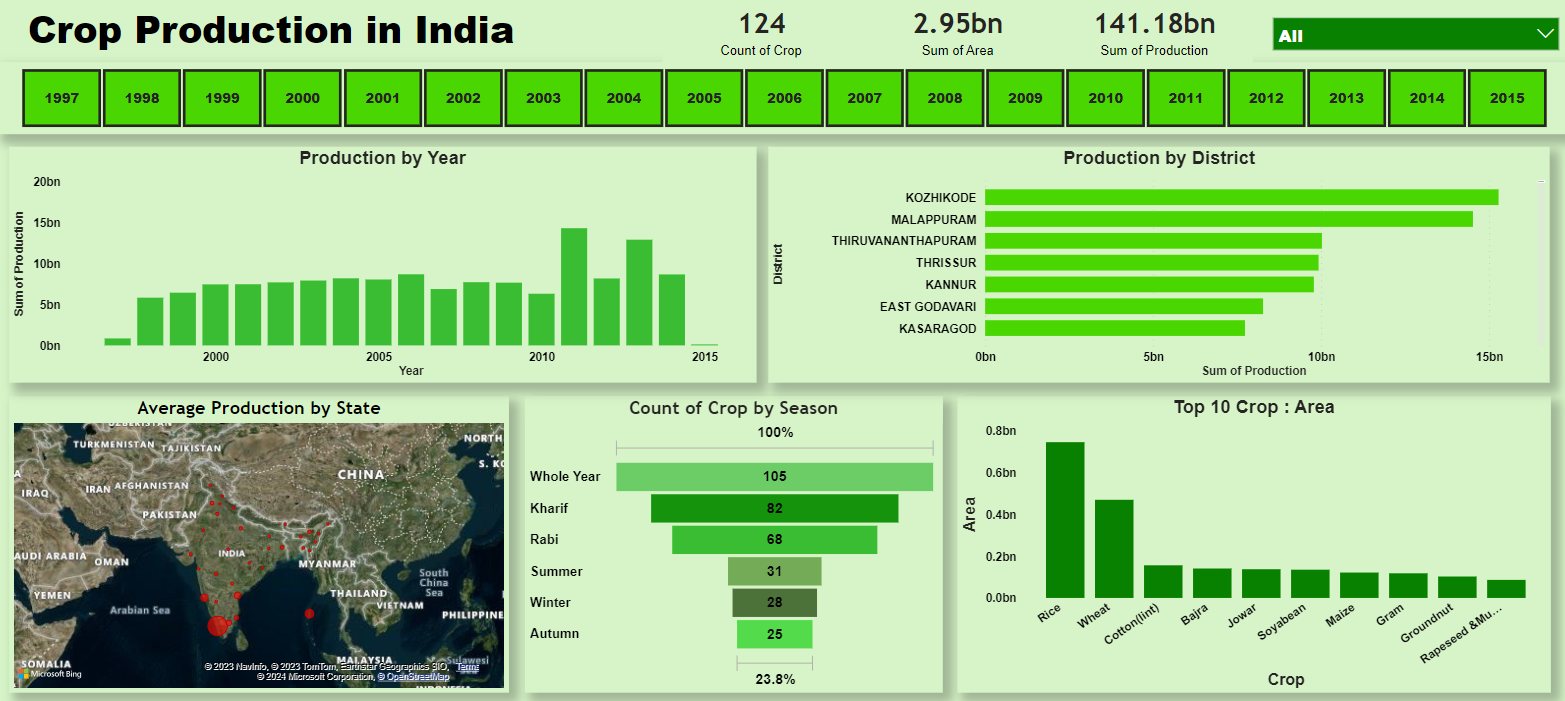 Crop Production in India
124
Count of Crop
2.95bn
Sum of Area
141.18bn
Sum of Production
All
1997 1998 1999 2000 2001 2002 2003 2004 2005 2006 2007 2008 2009 2010 2011 2012 2013 2014 2015
Production by Year
Sum of Production
20bn
15bn
10bn
5bn
0bn
2000 2005 2010 2015
Year
Production by District
District
KOZHIKODE
MALAPPURAM
THIRUVANANTHAPURAM
THRISSUR
KANNUR
EAST GODAVARI
KASARAGOD
0bn 5bn 10bn 15bn
Sum of Production
Average Production by State
TURKMENISTAN
TAJIKISTAN
NORTH
S. KO
CHINA
IRAQ
IRAN
AFGHANISTAN
PAKISTAN
AUDI ARABIA
OMAN
INDIA
MYANMAR
YEMEN
Arabian Sea
THAILAND
South
China
Sea
VIETNAM
PHILIPPINE
SOMALIA
MALAYSIA
Sulawesi
Microsoft Bing
© 2023 NavInfo, © 2023 TomTom, Earthstar Geographics SIO, Terms
© 2024 Microsoft Corporation, © OpenStreetMap
Count of Crop by Season
100%
Whole Year 105
Kharif 82
Rabi 68
Summer 31
Winter 28
Autumn 25
23.8%
Top 10 Crop : Area
Area
0.8bn
0.6bn
0.4bn
0.2bn
0.0bn
Rice
Wheat
Cotton(lint)
Bajra
Jowar
Soyabean
Maize
Gram
Groundnut
Rapeseed &Mu...
Crop